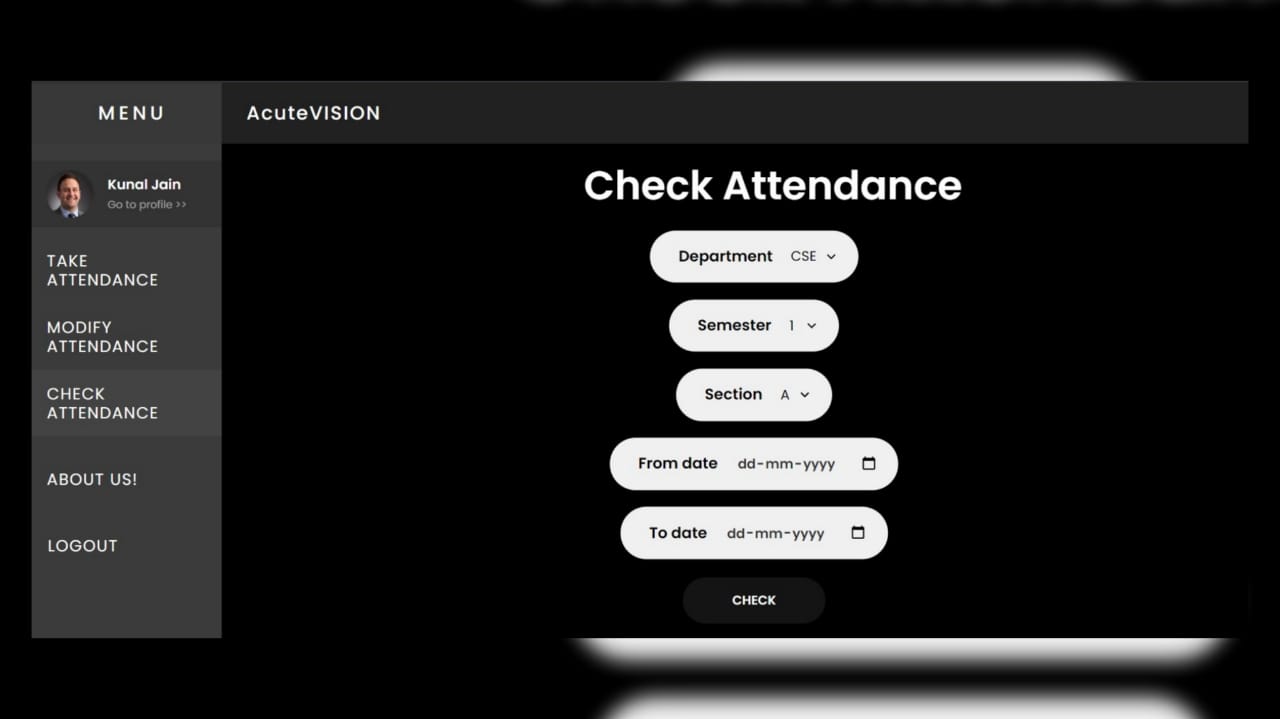 MENU
AcuteVISION
Kunal Jain
Go to profile >>
TAKE
ATTENDANCE
MODIFY
ATTENDANCE
CHECK
ATTENDANCE
ABOUT US!
LOGOUT
Check Attendance
Department CSE
Semester 1
Section A
From date dd-mm-yyyy
To date dd-mm-yyyy
CHECK